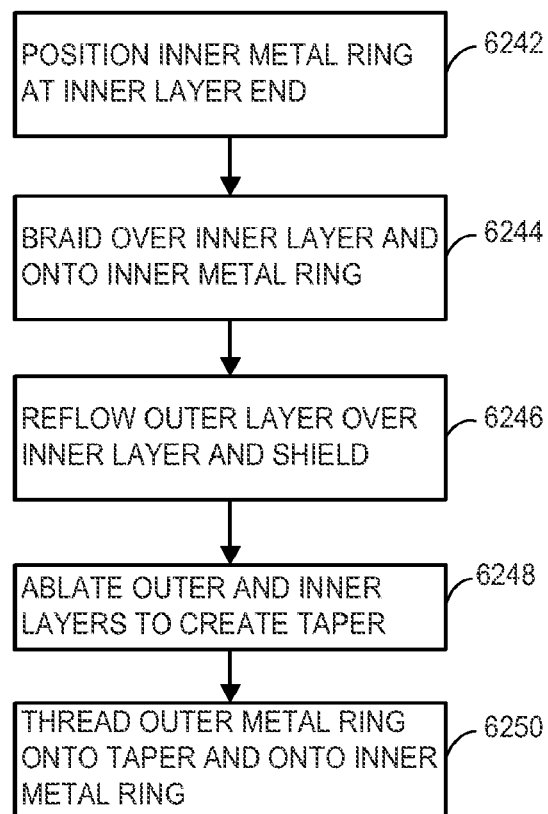 POSITION INNER METAL RING
AT INNER LAYER END
6242
BRAID OVER INNER LAYER AND
ONTO INNER METAL RING
6244
REFLOW OUTER LAYER OVER
INNER LAYER AND SHIELD
6246
ABLATE OUTER AND INNER
LAYERS TO CREATE TAPER
6248
THREAD OUTER METAL RING
ONTO TAPER AND ONTO INNER
METAL RING
6250